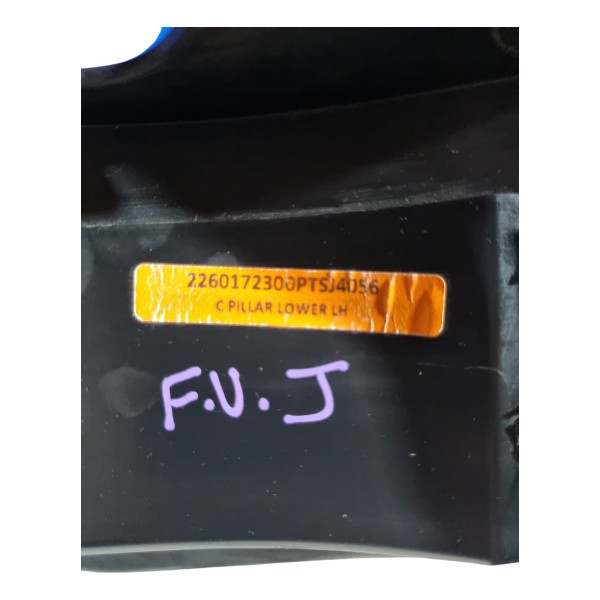 2260172300PTSJ4056
C PILLAR LOWER LH
F.V.J